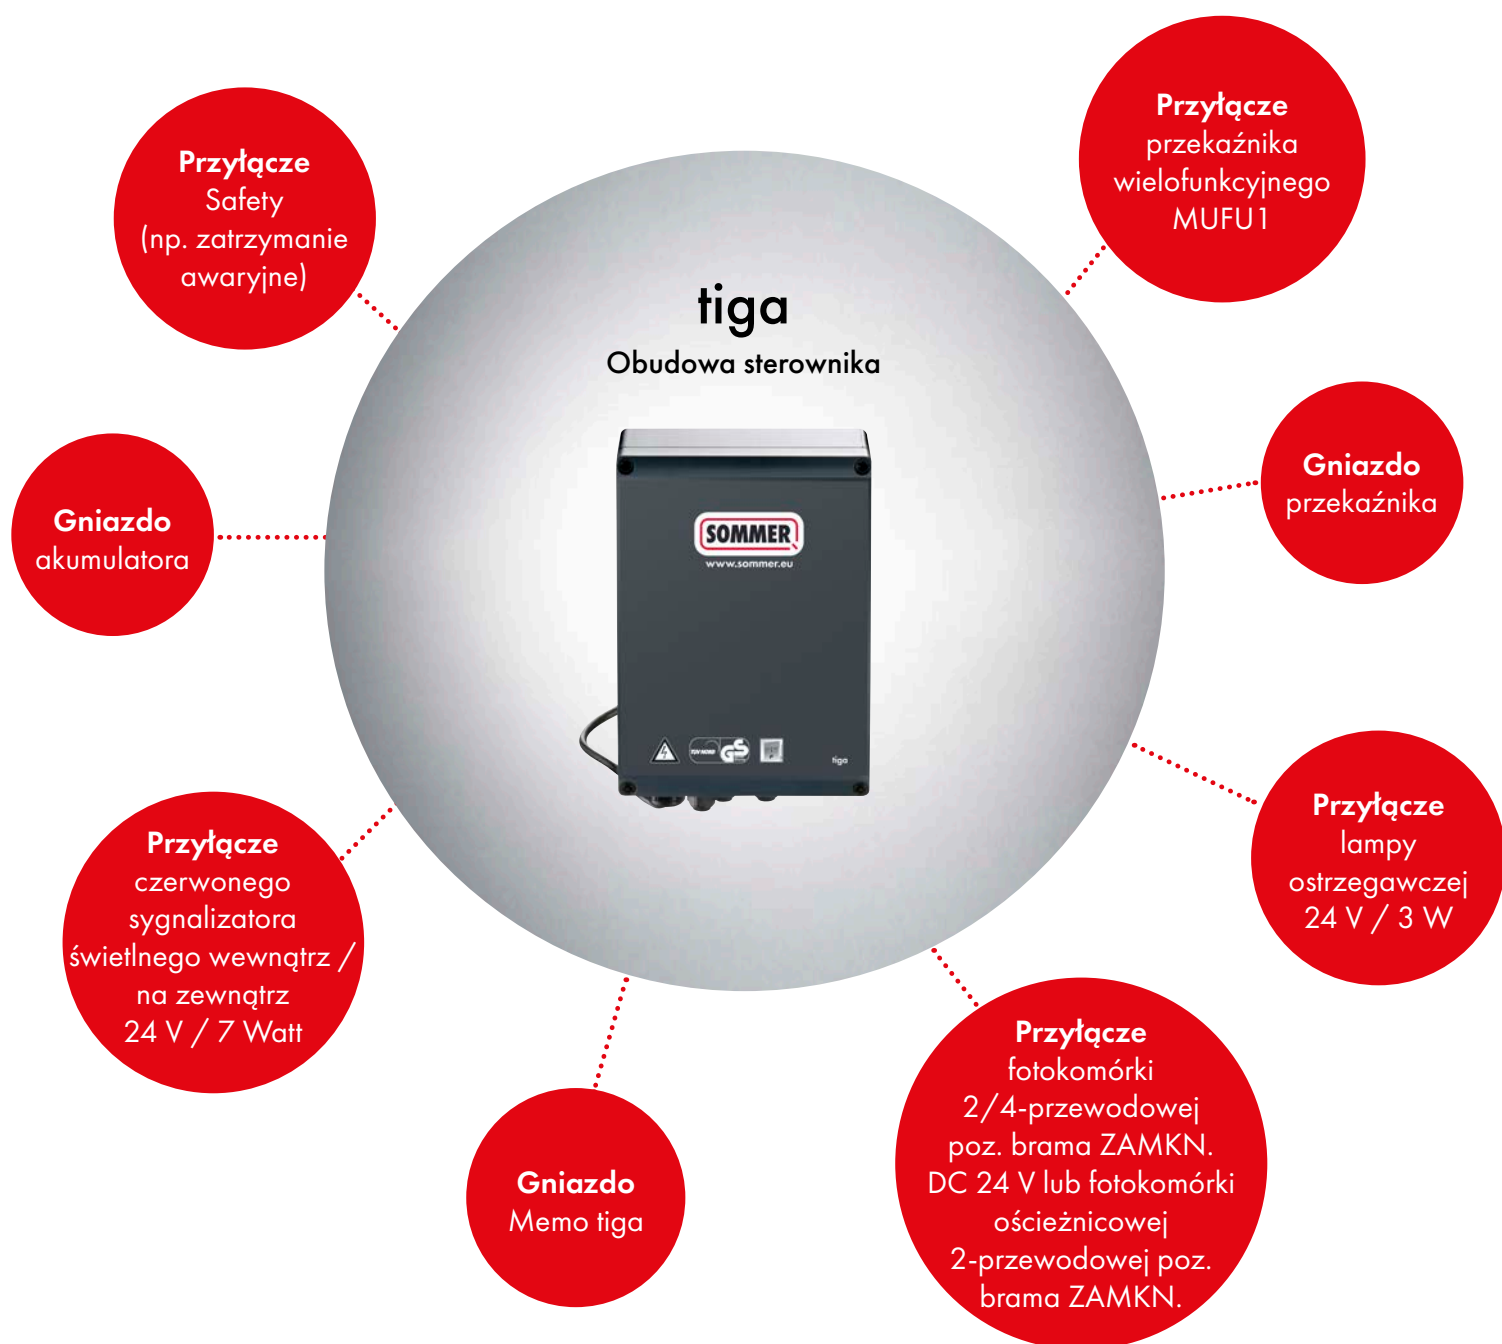 Przyłącze
Safety
(np. zatrzymanie
awaryjne)
Przyłącze
przekaźnika
wielofunkcyjnego
MUFU1
tiga
Obudowa sterownika
Gniazdo
akumulatora
Gniazdo
przekaźnika
SOMMER
www.sommer.eu
TÜV NORD
GS
tiga
Przyłącze
czerwonego
sygnalizatora
świetlnego wewnątrz /
na zewnątrz
24 V / 7 Watt
Przyłącze
lampy
ostrzegawczej
24 V / 3 W
Gniazdo
Memo tiga
Przyłącze
fotokomórki
2/4-przewodowej
poz. brama ZAMKN.
DC 24 V lub fotokomórki
ościeżnicowej
2-przewodowej poz.
brama ZAMKN.